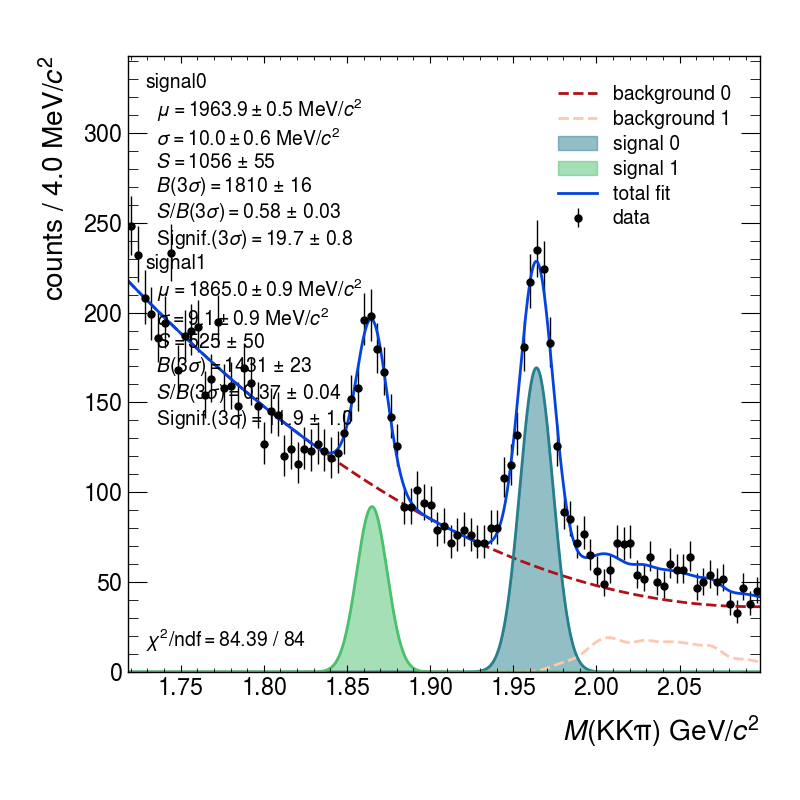 counts / 4.0 MeV/c²
300
250
200
150
100
50
0
signal0
μ = 1963.9 ± 0.5 MeV/c²
σ = 10.0 ± 0.6 MeV/c²
S = 1056 ± 55
B(3σ) = 1810 ± 16
S/B(3σ) = 0.58 ± 0.03
Signif.(3σ) = 19.7 ± 0.8
signal1
μ = 1865.0 ± 0.9 MeV/c²
σ = 9.1 ± 0.9 MeV/c²
S = 525 ± 50
B(3σ) = 1431 ± 23
S/B(3σ) = 0.37 ± 0.04
Signif.(3σ) = ± 1.0
background 0
background 1
signal 0
signal 1
total fit
data
χ²/ndf = 84.39 / 84
1.75 1.80 1.85 1.90 1.95 2.00 2.05
M(KKπ) GeV/c²